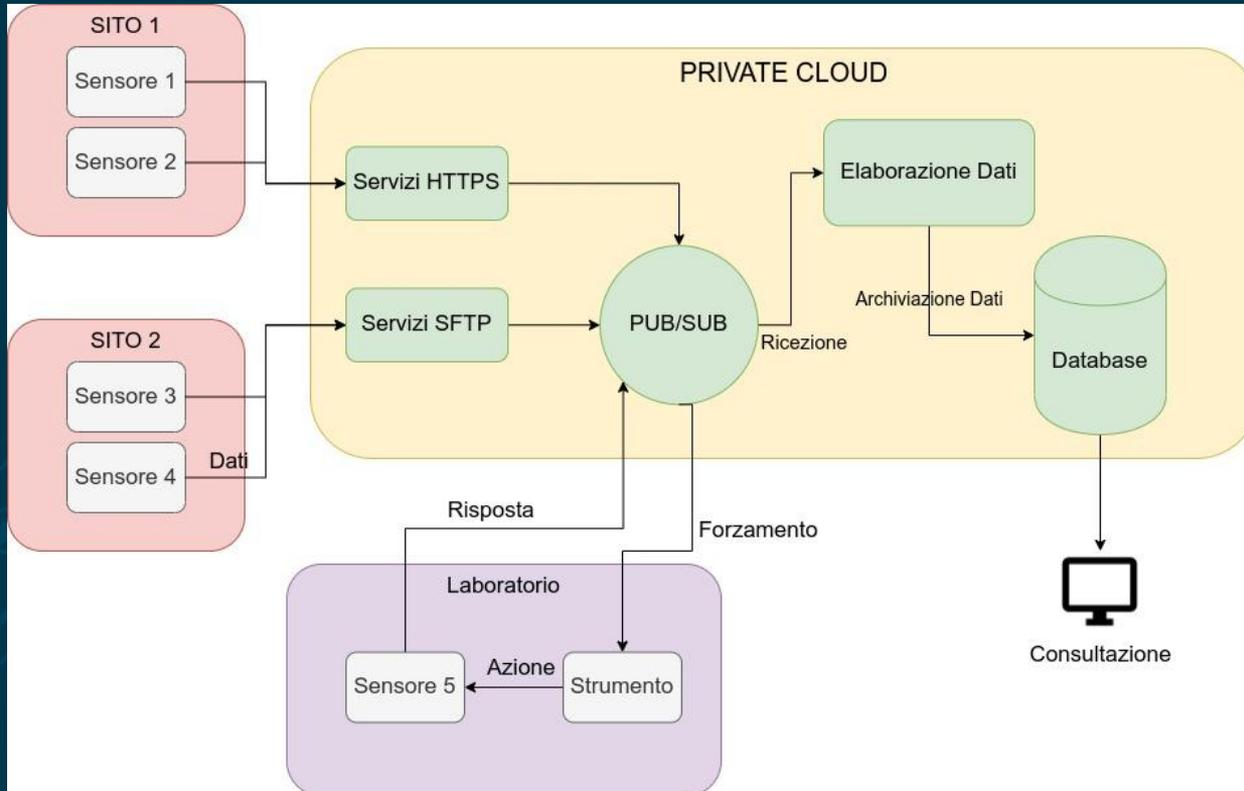 SITO 1
Sensore 1
Sensore 2
SITO 2
Sensore 3
Sensore 4
Dati
PRIVATE CLOUD
Servizi HTTPS
Servizi SFTP
PUB/SUB
Ricezione
Elaborazione Dati
Archiviazione Dati
Database
Risposta
Forzamento
Laboratorio
Sensore 5
Azione
Strumento
Consultazione